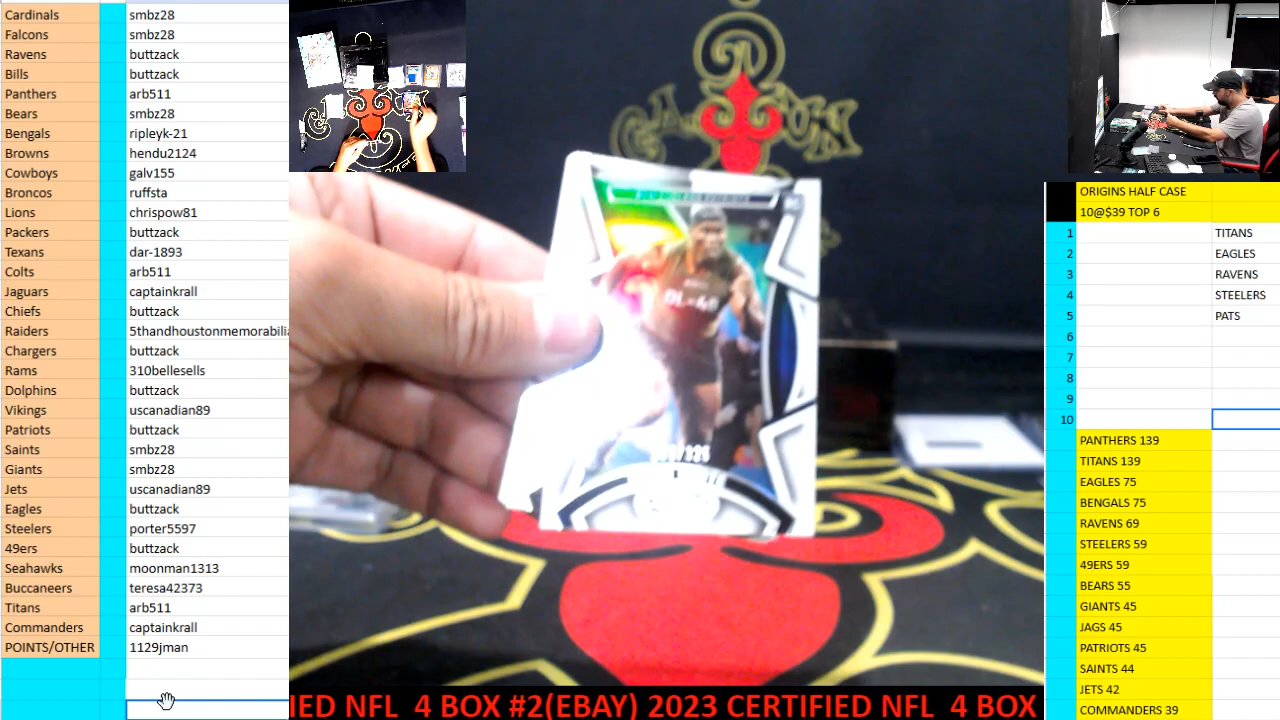 Cardinals smbz28
Falcons smbz28
Ravens buttzack
Bills buttzack
Panthers arb511
Bears smbz28
Bengals ripleyk-21
Browns hendu2124
Cowboys galv155
Broncos ruffsta
Lions chrispow81
Packers buttzack
Texans dar-1893
Colts arb511
Jaguars captainkrall
Chiefs buttzack
Raiders 5thandhoustonmemorabilia
Chargers buttzack
Rams 310bellesells
Dolphins buttzack
Vikings uscanadian89
Patriots buttzack
Saints smbz28
Giants smbz28
Jets uscanadian89
Eagles buttzack
Steelers porter5597
49ers buttzack
Seahawks moonman1313
Buccaneers teresa42373
Titans arb511
Commanders captainkrall
POINTS/OTHER 1129jman
DL-48
ORIGINS HALF CASE
10@$39 TOP 6
1 TITANS
2 EAGLES
3 RAVENS
4 STEELERS
5 PATS
6
7
8
9
10
PANTHERS 139
TITANS 139
EAGLES 75
BENGALS 75
RAVENS 69
STEELERS 59
49ERS 59
BEARS 55
GIANTS 45
JAGS 45
PATRIOTS 45
SAINTS 44
JETS 42
COMMANDERS 39
IED NFL 4 BOX #2(EBAY) 2023 CERTIFIED NFL 4 BOX